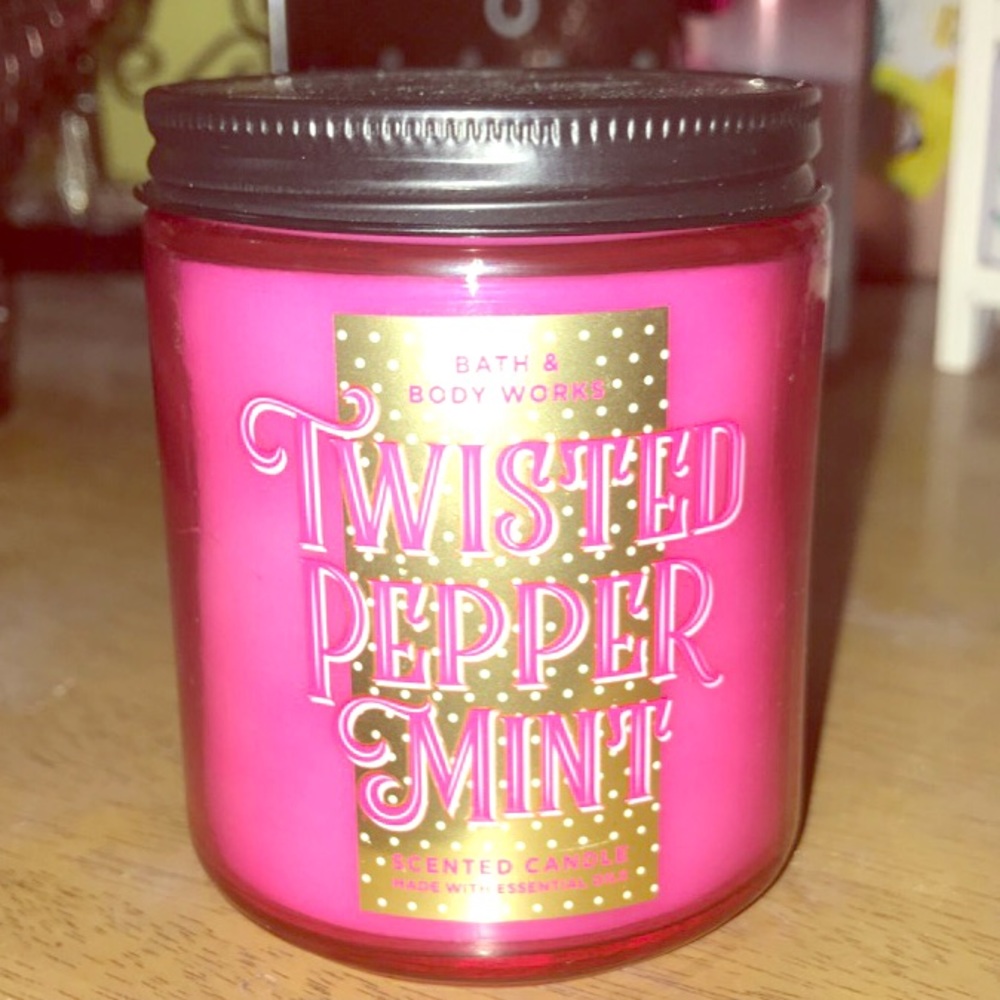 BATH &
BODY WORKS
TWISTED
PEPPER
MINT
SCENTED CANDLE
MADE WITH ESSENTIAL OILS